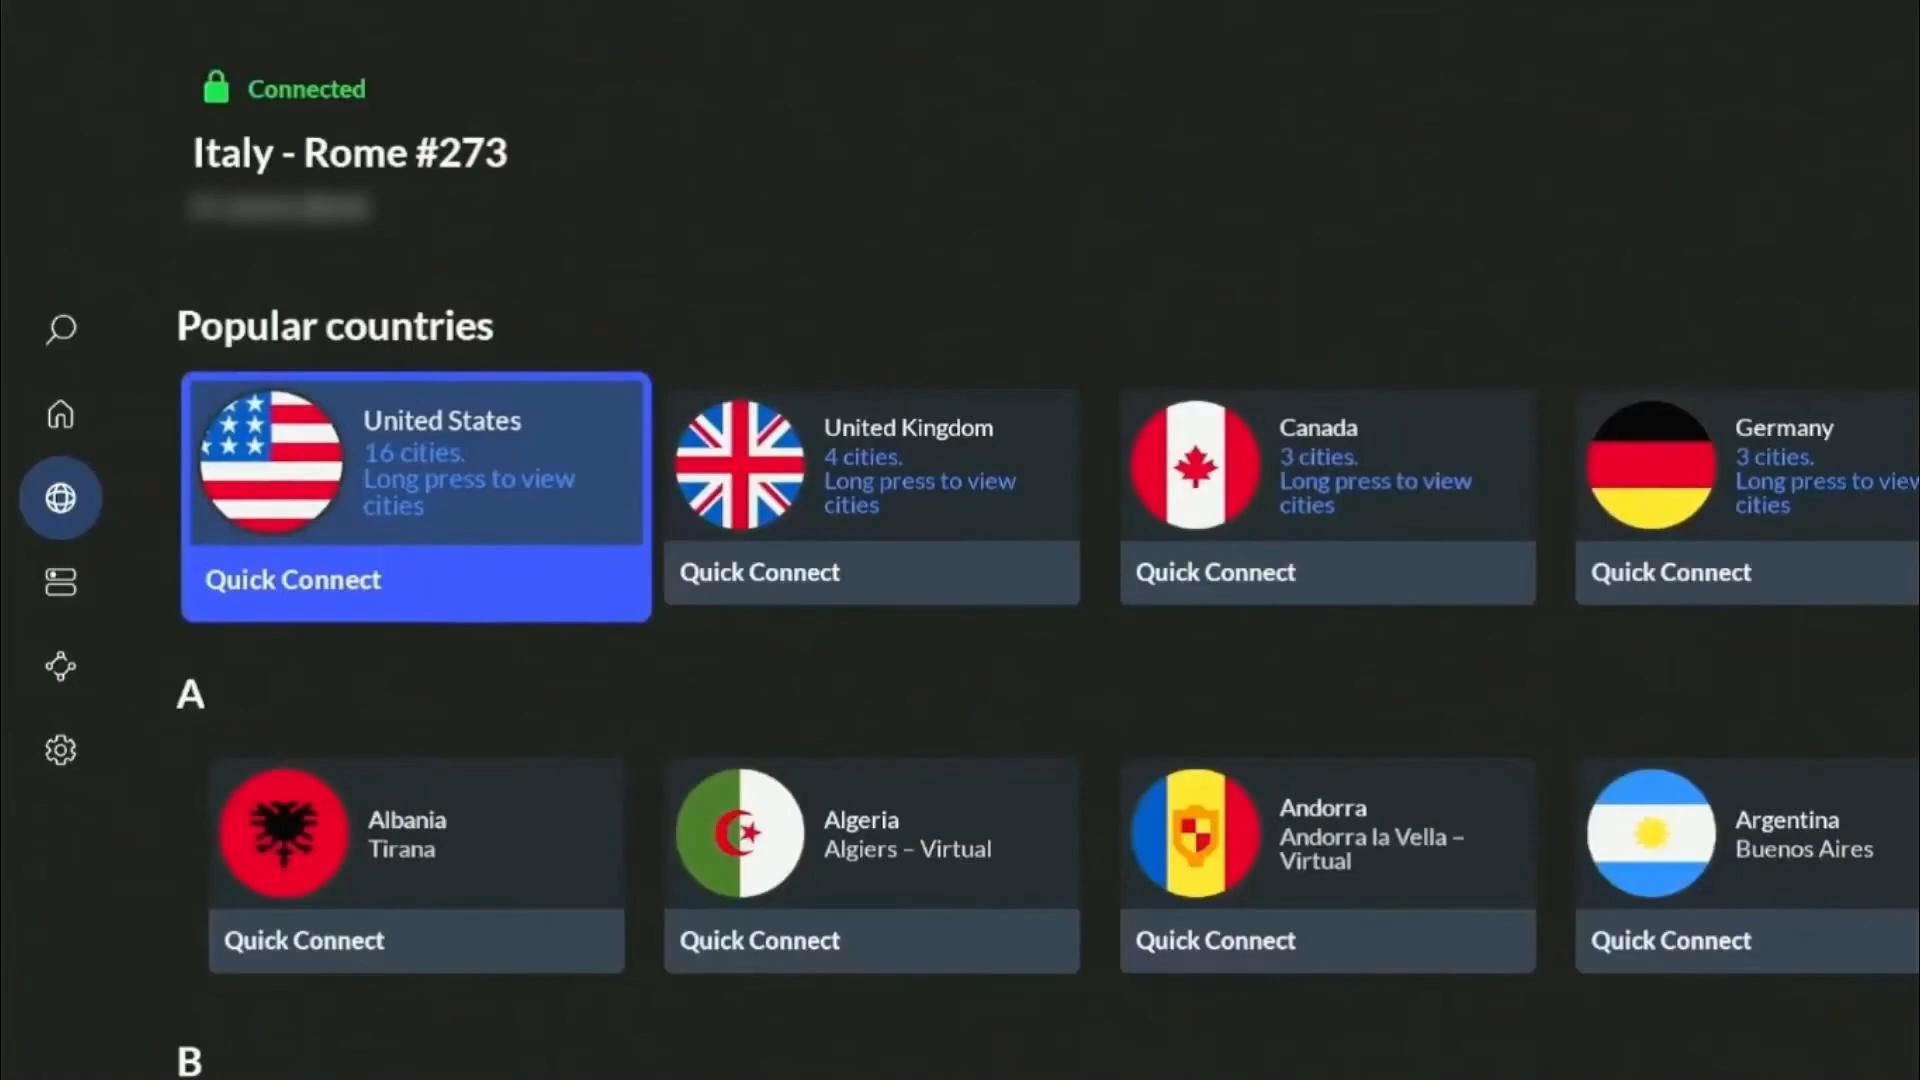 Connected
Italy - Rome #273
Popular countries
United States
16 cities.
Long press to view
cities
Quick Connect
United Kingdom
4 cities.
Long press to view
cities
Quick Connect
Canada
3 cities.
Long press to view
cities
Quick Connect
Germany
3 cities.
Long press to view
cities
Quick Connect
A
Albania
Tirana
Quick Connect
Algeria
Algiers – Virtual
Quick Connect
Andorra
Andorra la Vella –
Virtual
Quick Connect
Argentina
Buenos Aires
Quick Connect
B